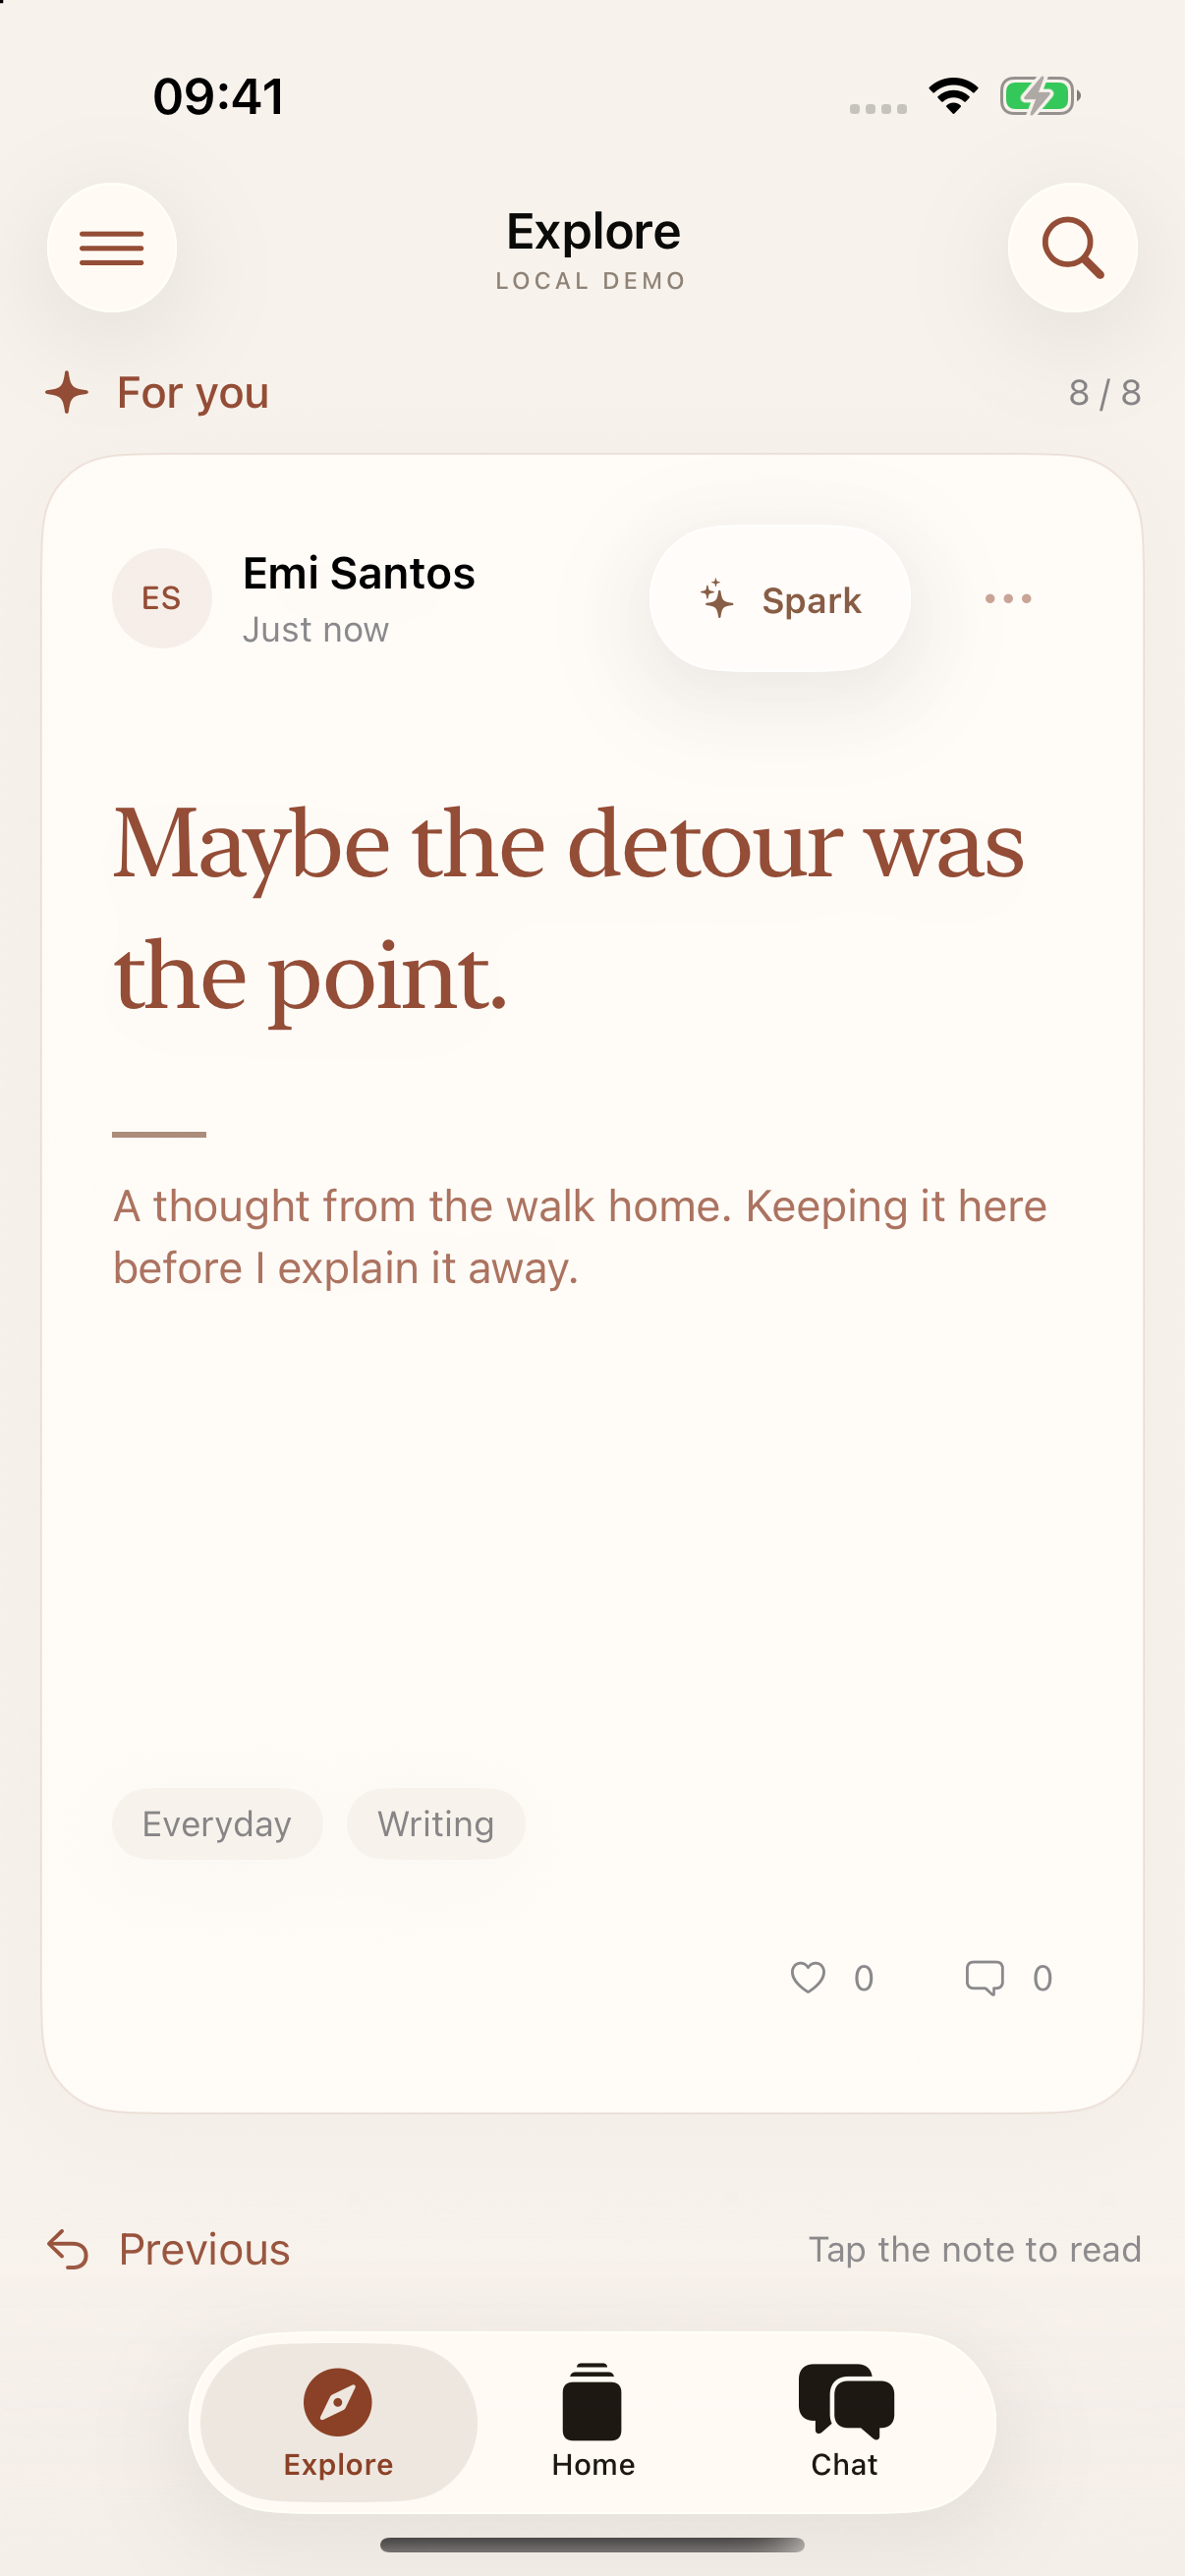 09:41
Explore
LOCAL DEMO
For you
8 / 8
ES
Emi Santos
Just now
Spark
Maybe the detour was
the point.
A thought from the walk home. Keeping it here
before I explain it away.
Everyday
Writing
0
0
Previous
Tap the note to read
Explore
Home
Chat